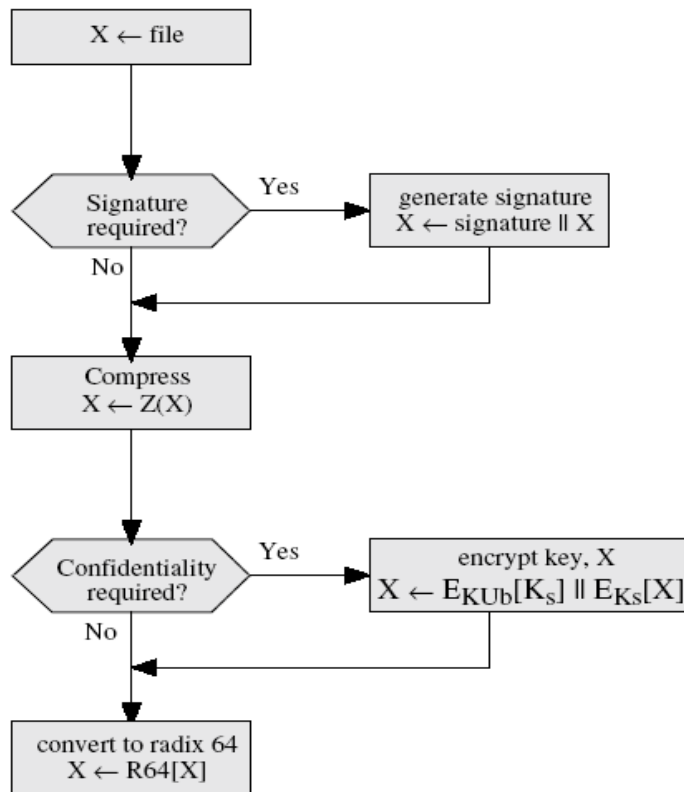 X ← file
Signature
required?
Yes
generate signature
X ← signature || X
No
Compress
X ← Z(X)
Confidentiality
required?
Yes
encrypt key, X
X ← E_KUb[K_s] || E_Ks[X]
No
convert to radix 64
X ← R64[X]